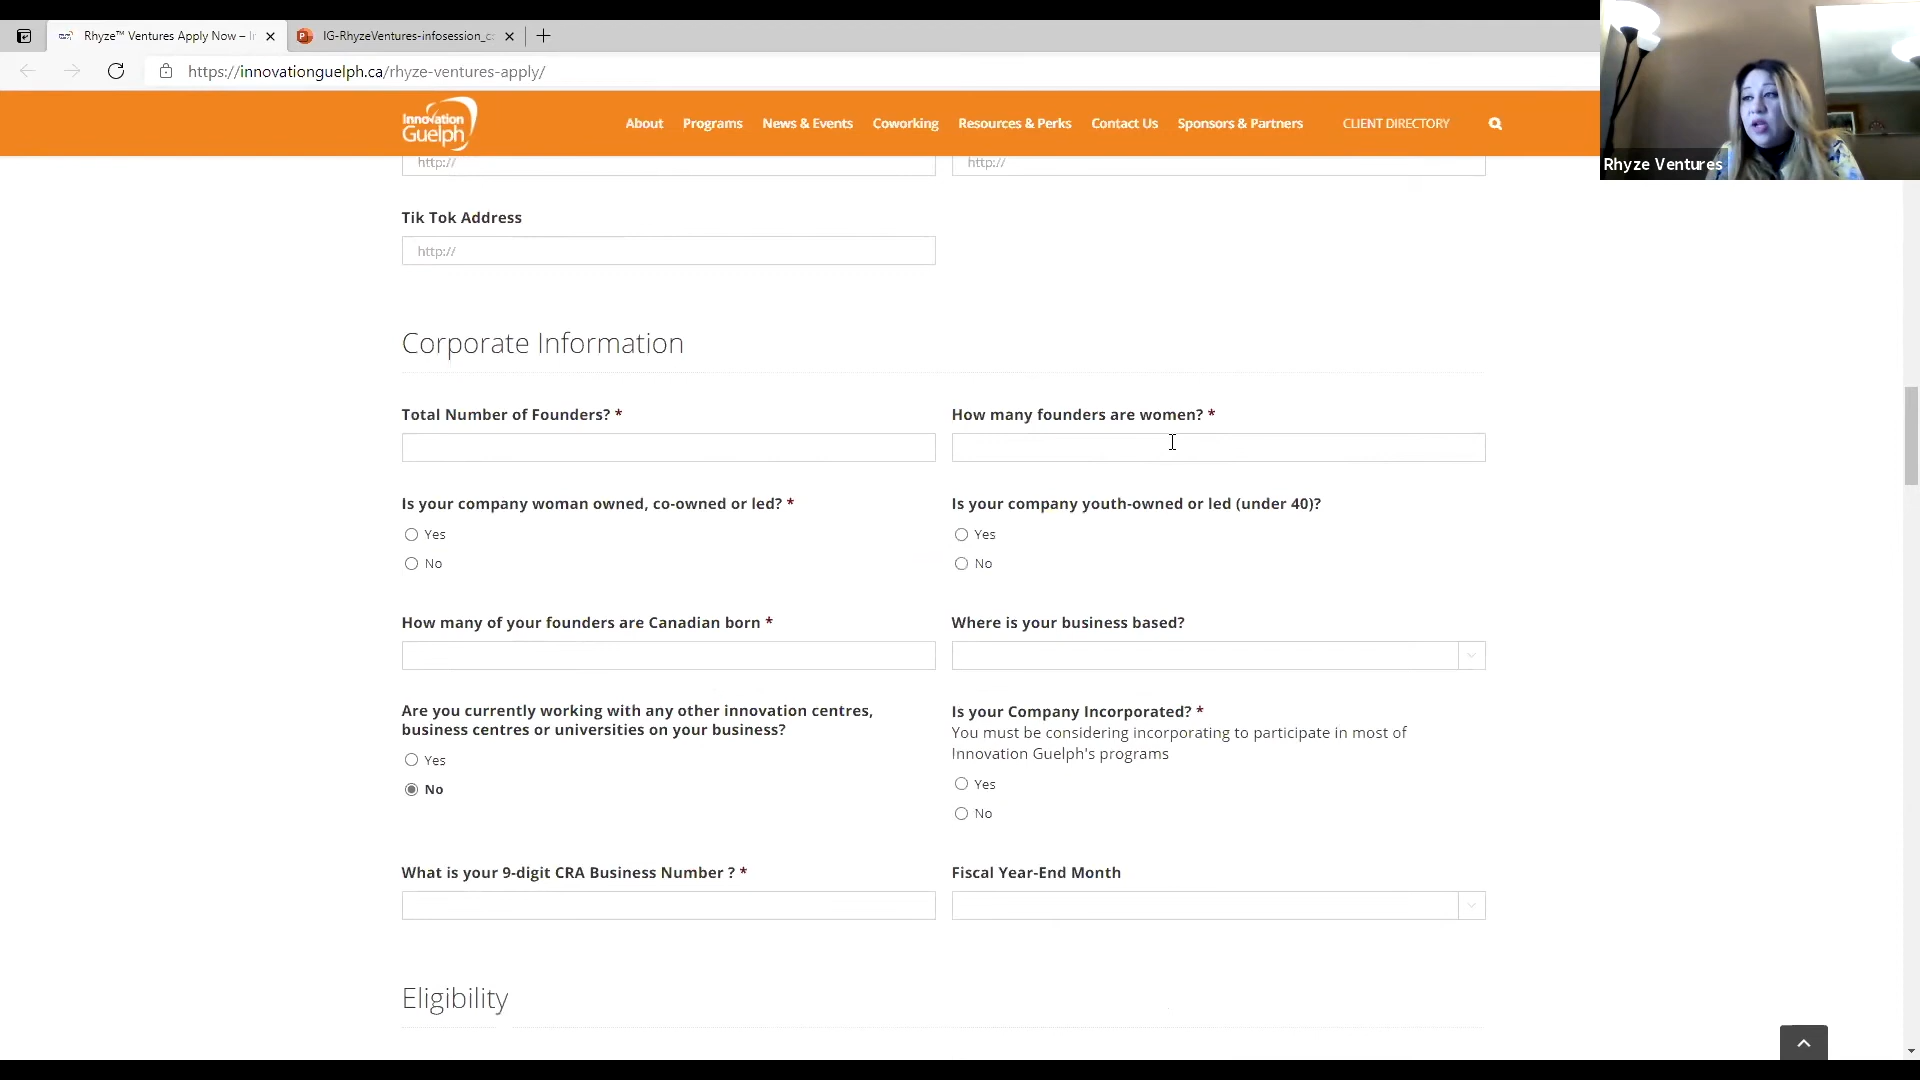 Rhyze™ Ventures Apply Now – I
IG-RhyzeVentures-infosession_c
https://innovationguelph.ca/rhyze-ventures-apply/
Innovation
Guelph
About
Programs
News & Events
Coworking
Resources & Perks
Contact Us
Sponsors & Partners
CLIENT DIRECTORY
Rhyze Ventures
http://
http://
Tik Tok Address
http://
Corporate Information
Total Number of Founders? *
How many founders are women? *
Is your company woman owned, co-owned or led? *
Yes
No
Is your company youth-owned or led (under 40)?
Yes
No
How many of your founders are Canadian born *
Where is your business based?
Are you currently working with any other innovation centres,
business centres or universities on your business?
Yes
No
Is your Company Incorporated? *
You must be considering incorporating to participate in most of
Innovation Guelph's programs
Yes
No
What is your 9-digit CRA Business Number ? *
Fiscal Year-End Month
Eligibility